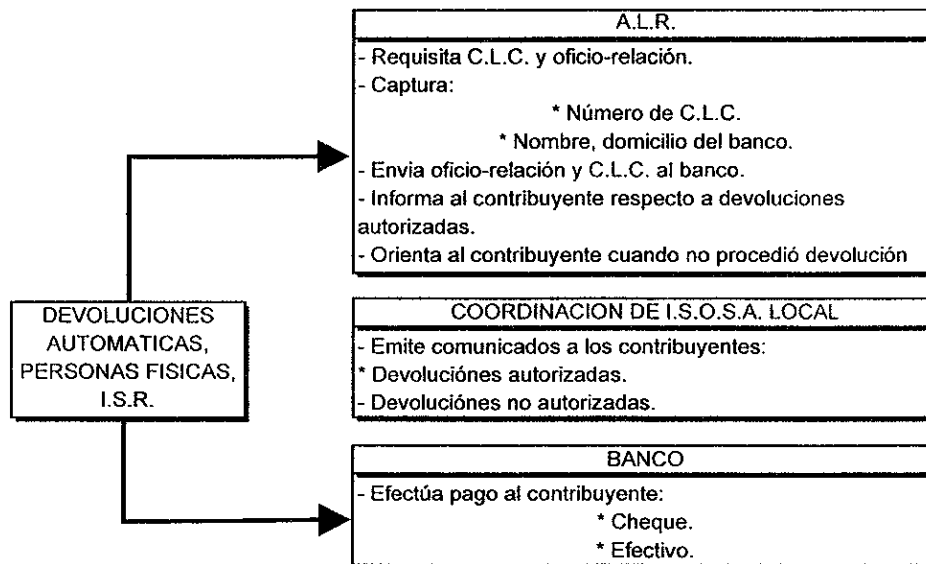 A.L.R.
- Requisita C.L.C. y oficio-relación.
- Captura:
* Número de C.L.C.
* Nombre, domicilio del banco.
- Envia oficio-relación y C.L.C. al banco.
- Informa al contribuyente respecto a devoluciones
autorizadas.
- Orienta al contribuyente cuando no procedió devolución
DEVOLUCIONES
AUTOMATICAS,
PERSONAS FISICAS,
I.S.R.
COORDINACION DE I.S.O.S.A. LOCAL
- Emite comunicados a los contribuyentes:
* Devoluciónes autorizadas.
- Devoluciónes no autorizadas.
BANCO
- Efectúa pago al contribuyente:
* Cheque.
* Efectivo.